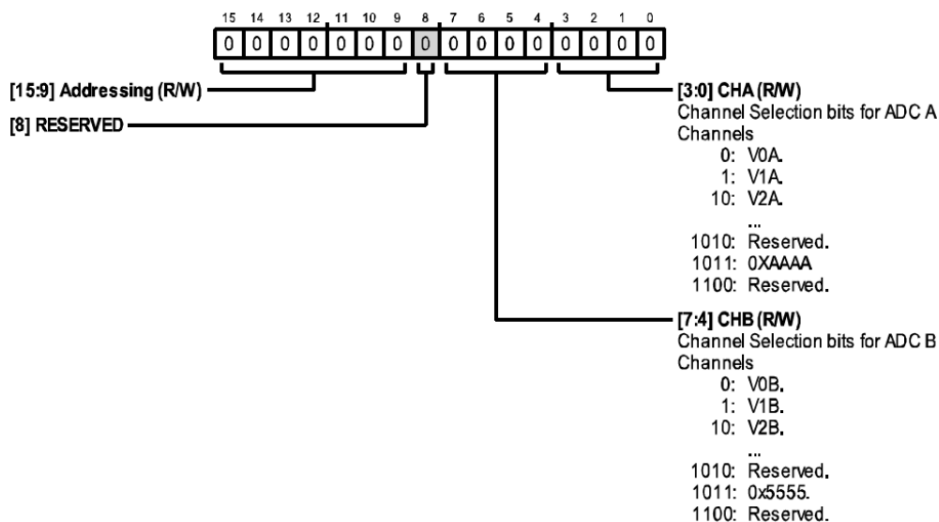 15 14 13 12 11 10 9 8 7 6 5 4 3 2 1 0
0 0 0 0 0 0 0 0 0 0 0 0 0 0 0 0
[15:9] Addressing (R/W)
[8] RESERVED
[3:0] CHA (R/W)
Channel Selection bits for ADC A
Channels
0: V0A.
1: V1A.
10: V2A.
...
1010: Reserved.
1011: 0XAAAA
1100: Reserved.
[7:4] CHB (R/W)
Channel Selection bits for ADC B
Channels
0: V0B.
1: V1B.
10: V2B.
...
1010: Reserved.
1011: 0x5555.
1100: Reserved.